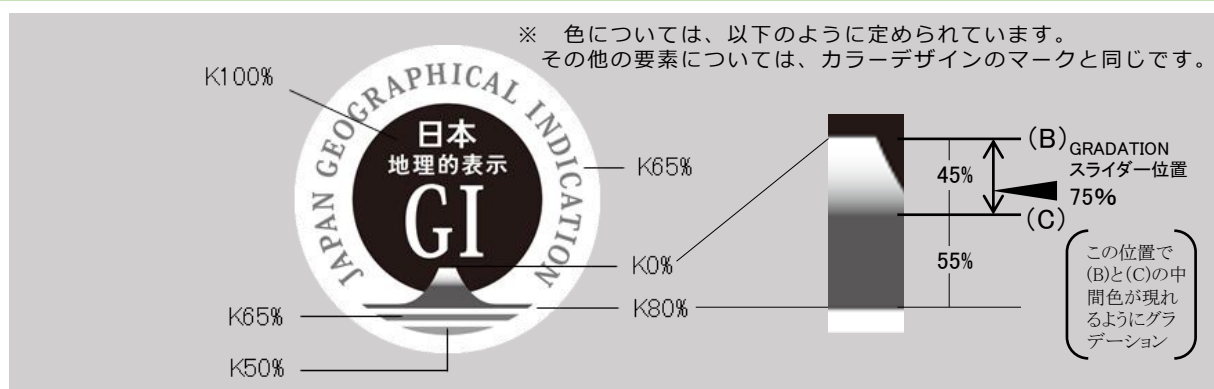 ※　色については、以下のように定められています。
その他の要素については、カラーデザインのマークと同じです。
K100%
JAPAN GEOGRAPHICAL INDICATION
日本
地理的表示
GI
K65%
K0%
K80%
K65%
K50%
(B)
GRADATION
スライダー位置
75%
45%
(C)
55%
この位置で
(B)と(C)の中
間色が現れ
るようにグラ
デーション